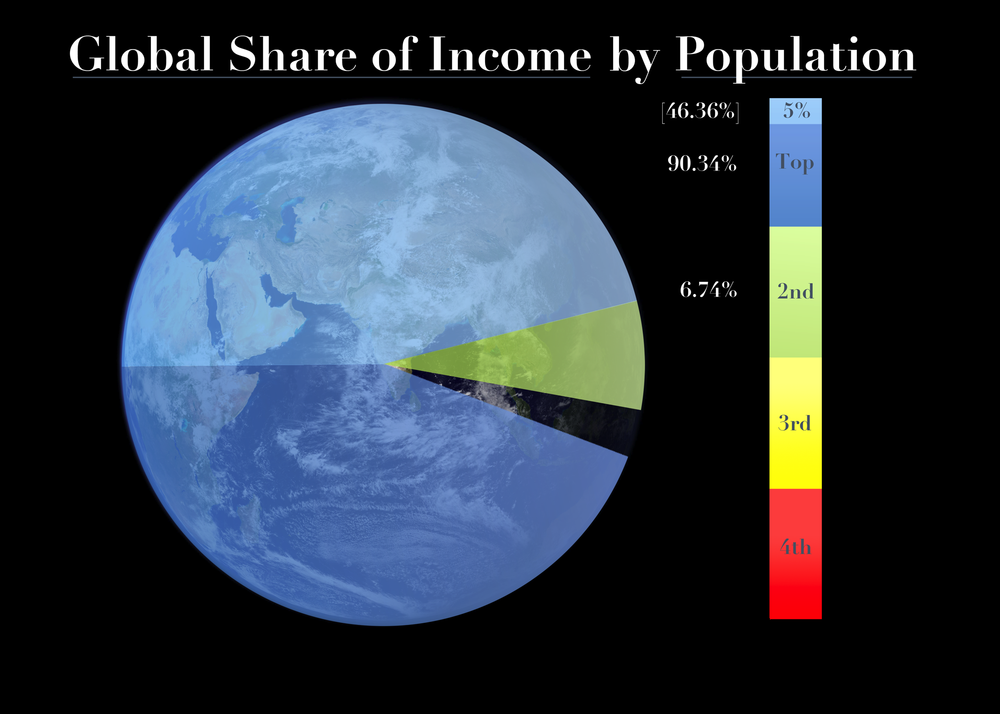 Global Share of Income by Population
[46.36%] 5%
90.34% Top
6.74% 2nd
3rd
4th